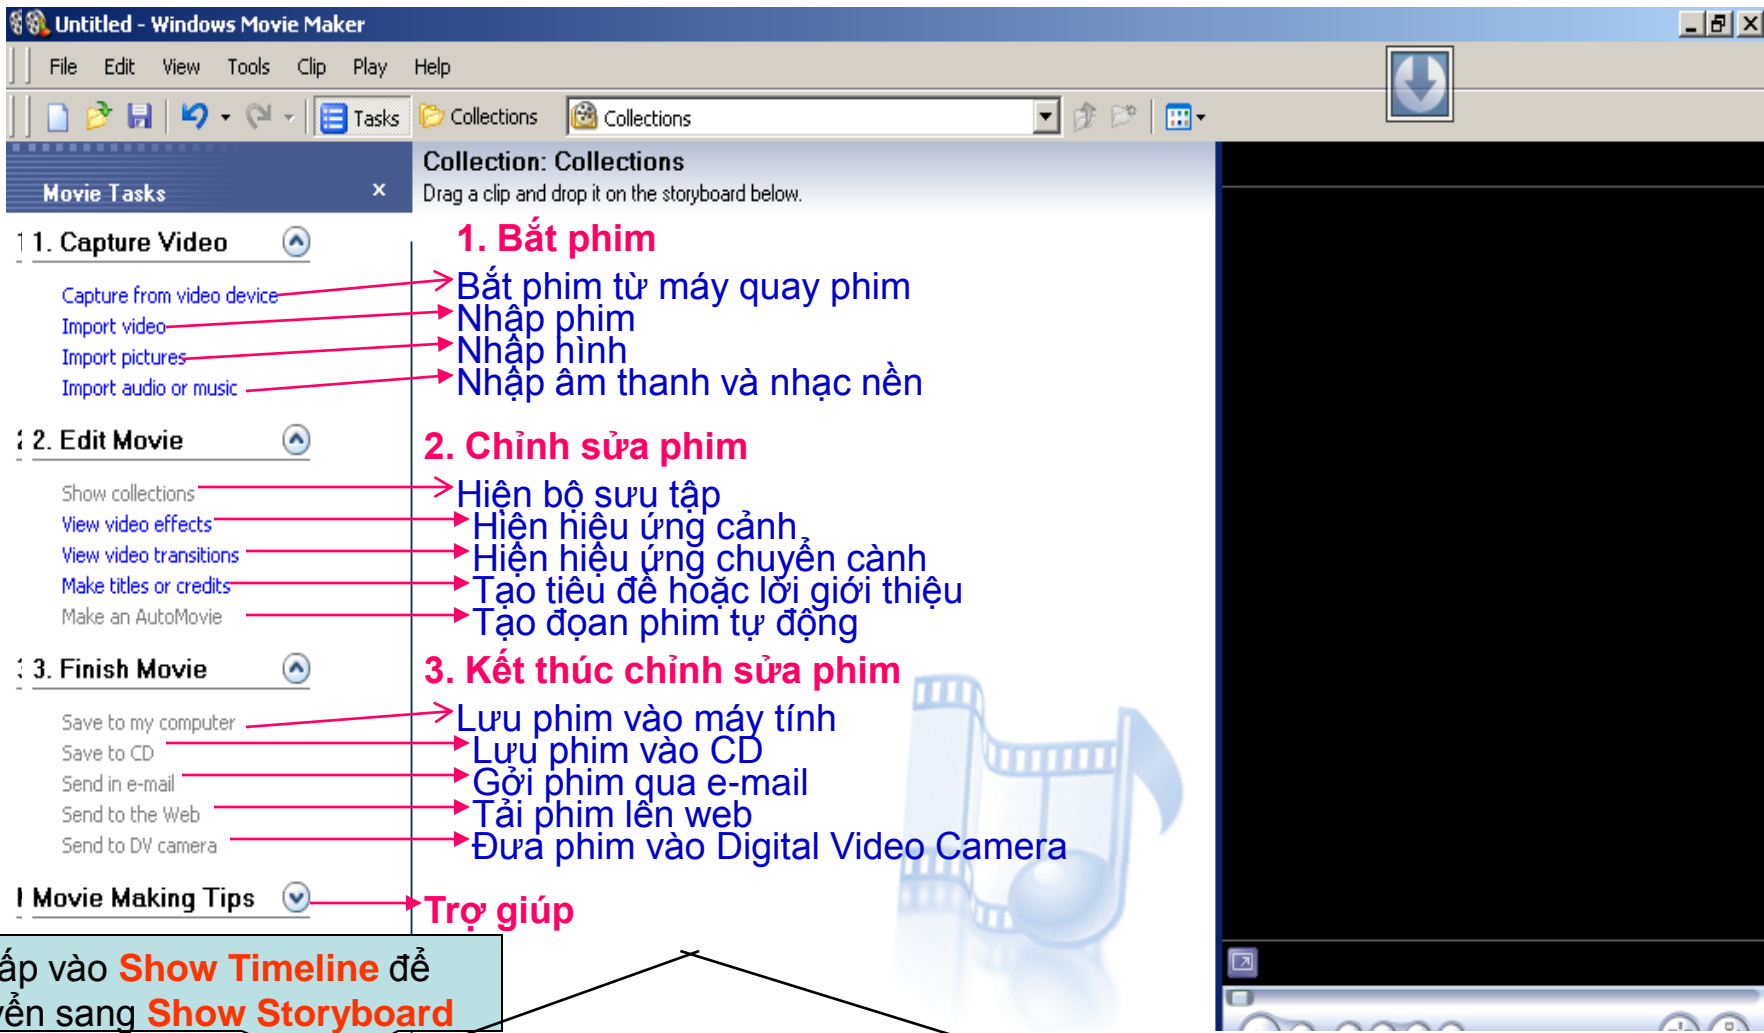 Untitled - Windows Movie Maker
File Edit View Tools Clip Play Help
Tasks Collections Collections
Movie Tasks x
Collection: Collections
Drag a clip and drop it on the storyboard below.
1. Capture Video
1. Bắt phim
Capture from video device
Bắt phim từ máy quay phim
Import video
Nhập phim
Import pictures
Nhập hình
Import audio or music
Nhập âm thanh và nhạc nền
2. Edit Movie
2. Chỉnh sửa phim
Show collections
Hiện bộ sưu tập
View video effects
Hiện hiệu ứng cảnh
View video transitions
Hiện hiệu ứng chuyển cành
Make titles or credits
Tạo tiêu đề hoặc lời giới thiệu
Make an AutoMovie
Tạo đọan phim tự động
3. Finish Movie
3. Kết thúc chỉnh sửa phim
Save to my computer
Lưu phim vào máy tính
Save to CD
Lưu phim vào CD
Send in e-mail
Gởi phim qua e-mail
Send to the Web
Tải phim lên web
Send to DV camera
Đưa phim vào Digital Video Camera
Movie Making Tips
Trợ giúp
vào Show Timeline để
sang Show Storyboard